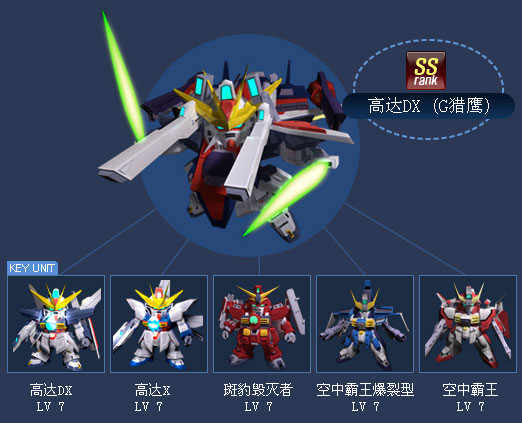 SS
rank
高达DX (G猎鹰)
KEY UNIT
高达DX
LV 7
高达X
LV 7
斑豹毁灭者
LV 7
空中霸王爆裂型
LV 7
空中霸王
LV 7